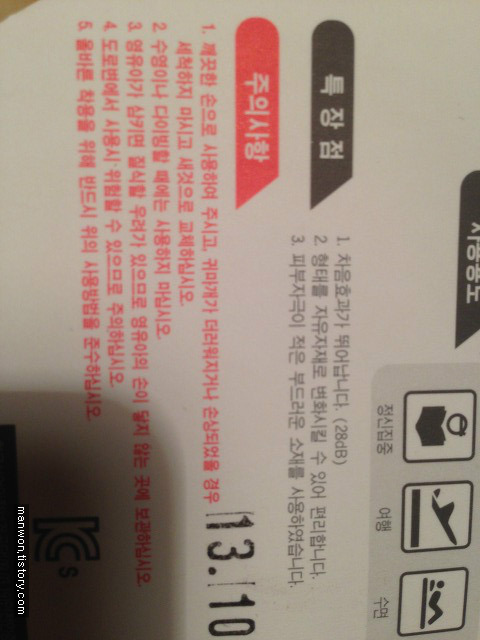 사용용도
정신집중
여행
수면
특장점
1. 차음효과가 뛰어납니다. (28dB)
2. 형태를 자유자재로 변화시킬 수 있어 편리합니다.
3. 피부자극이 적은 부드러운 소재를 사용하였습니다.
주의사항
1. 깨끗한 손으로 사용하여 주시고, 귀마개가 더러워지거나 손상되었을 경우
세척하지 마시고 새것으로 교체하십시오.
2. 수영이나 다이빙할 때에는 사용하지 마십시오.
3. 영유아가 삼키면 질식할 우려가 있으므로 영유아의 손이 닿지 않는 곳에 보관하십시오.
4. 도로변에서 사용시 위험할 수 있으므로 주의하십시오.
5. 올바른 착용을 위해 반드시 위의 사용방법을 준수하십시오.
13. 10
KC s
manwon.tistory.com